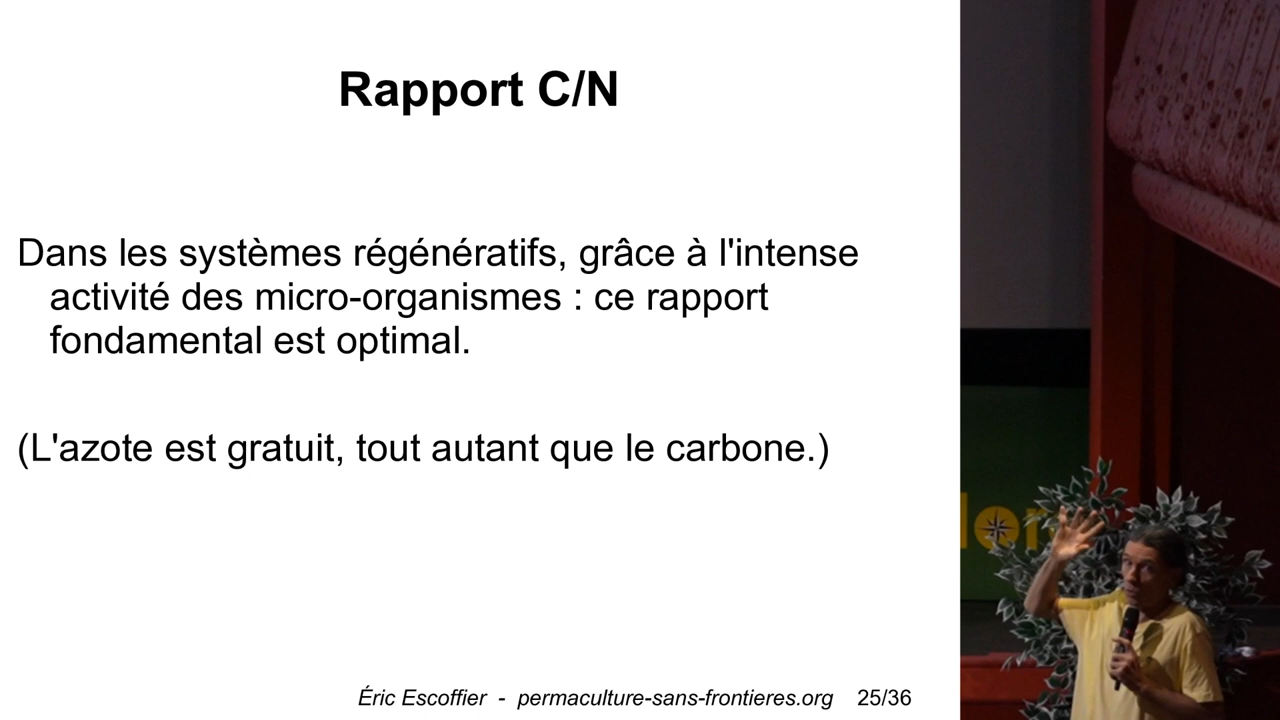 Rapport C/N
Dans les systèmes régénératifs, grâce à l'intense
activité des micro-organismes : ce rapport
fondamental est optimal.
(L'azote est gratuit, tout autant que le carbone.)
Éric Escoffier - permaculture-sans-frontieres.org 25/36